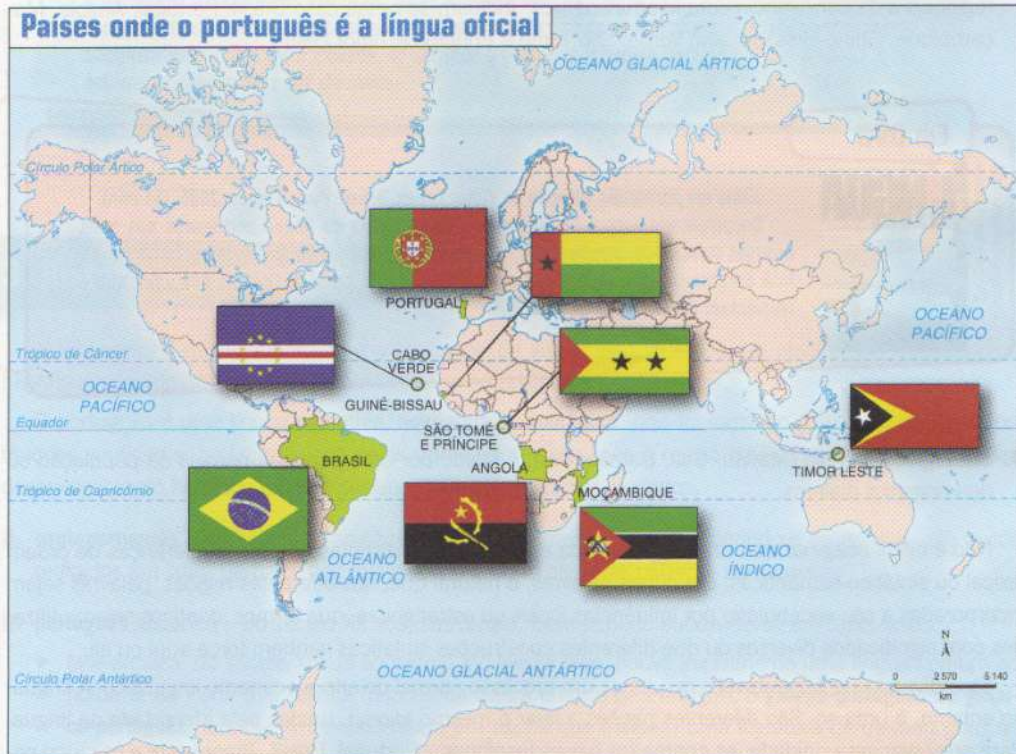 Países onde o português é a língua oficial
OCEANO GLACIAL ÁRTICO
Círculo Polar Ártico
PORTUGAL
OCEANO
PACÍFICO
Trópico de Câncer
CABO
VERDE
OCEANO
PACÍFICO
GUINÉ-BISSAU
Equador
SÃO TOMÉ
E PRÍNCIPE
BRASIL
ANGOLA
TIMOR LESTE
Trópico de Capricórnio
MOÇAMBIQUE
OCEANO
ATLÂNTICO
OCEANO
ÍNDICO
N
OCEANO GLACIAL ANTÁRTICO
Círculo Polar Antártico
0 2 570 5 140
km